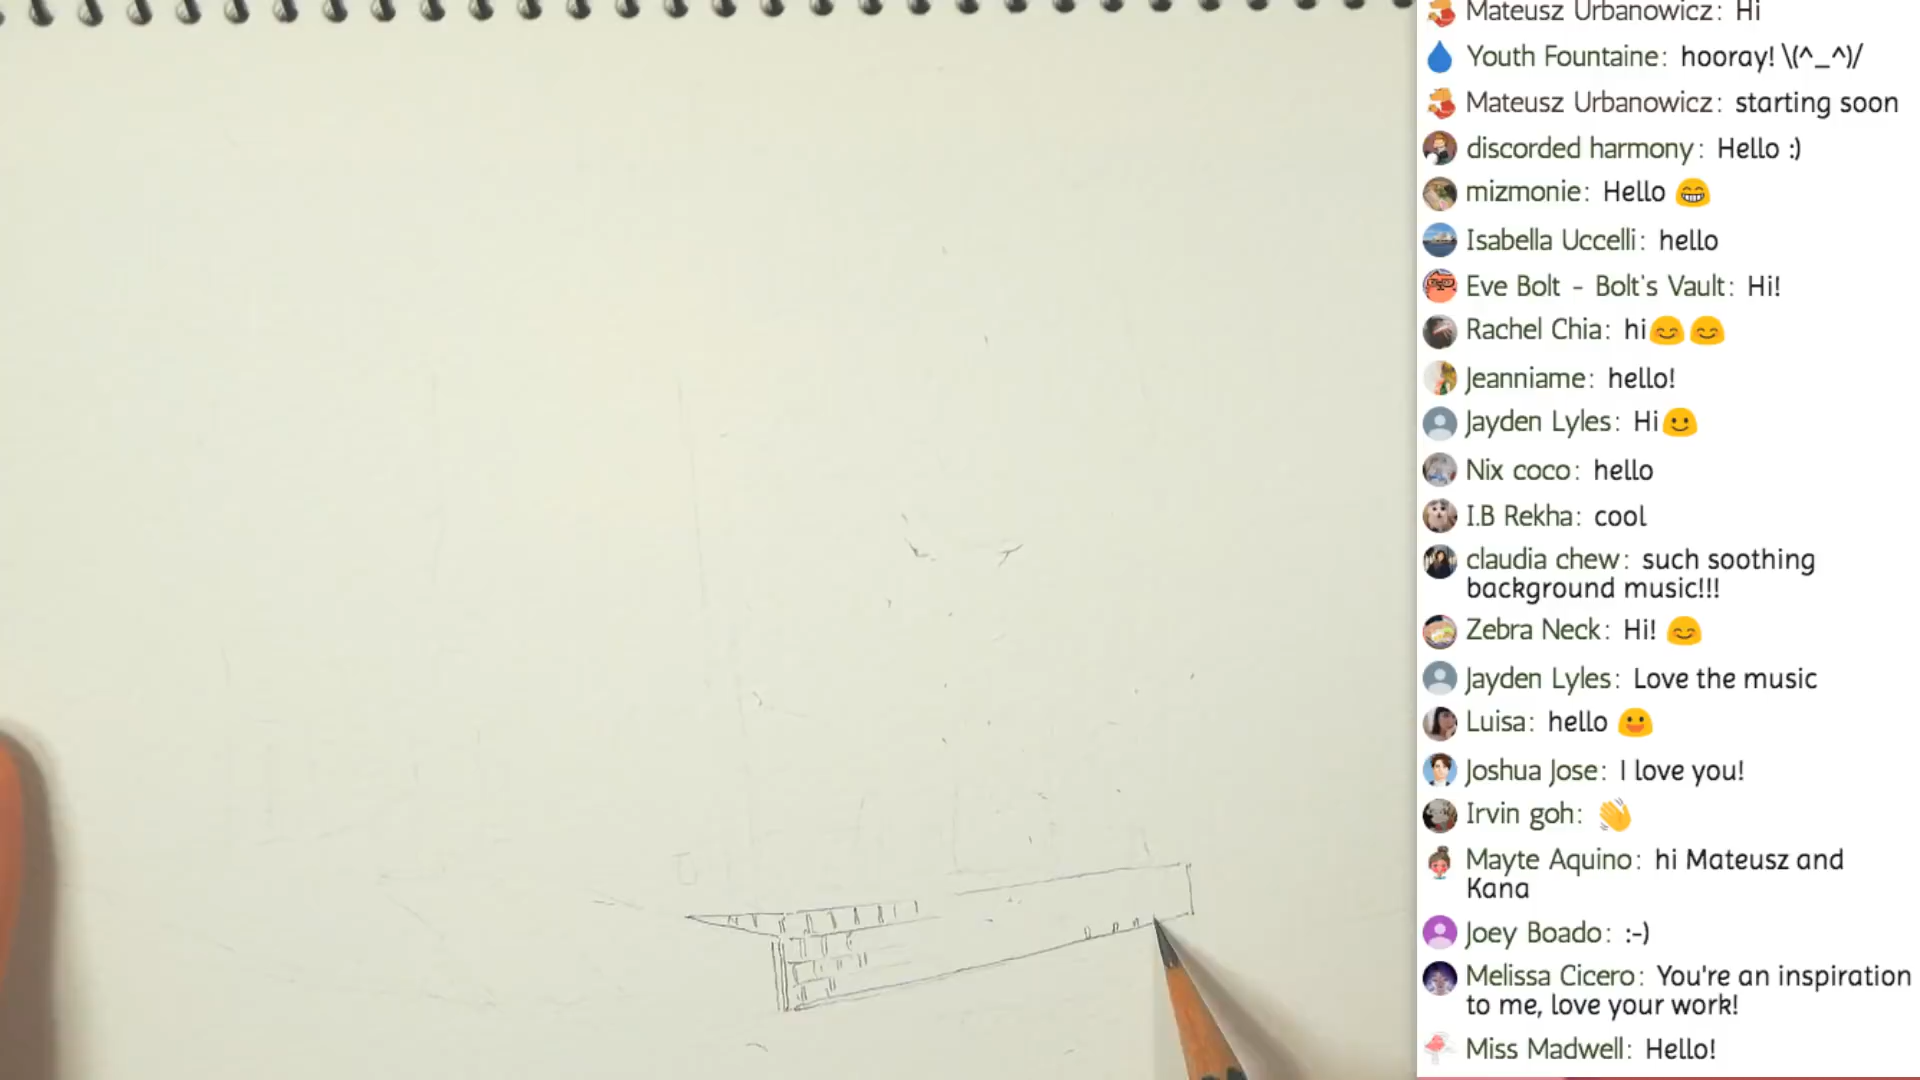 Mateusz Urbanowicz: Hi
Youth Fountaine: hooray! \(^_^)/
Mateusz Urbanowicz: starting soon
discorded harmony: Hello :)
mizmonie: Hello 😁
Isabella Uccelli: hello
Eve Bolt - Bolt's Vault: Hi!
Rachel Chia: hi😊😊
Jeanniame: hello!
Jayden Lyles: Hi🙂
Nix coco: hello
I.B Rekha: cool
claudia chew: such soothing
background music!!!
Zebra Neck: Hi! 😊
Jayden Lyles: Love the music
Luisa: hello 😀
Joshua Jose: I love you!
Irvin goh: 👋
Mayte Aquino: hi Mateusz and
Kana
Joey Boado: :-)
Melissa Cicero: You're an inspiration
to me, love your work!
Miss Madwell: Hello!